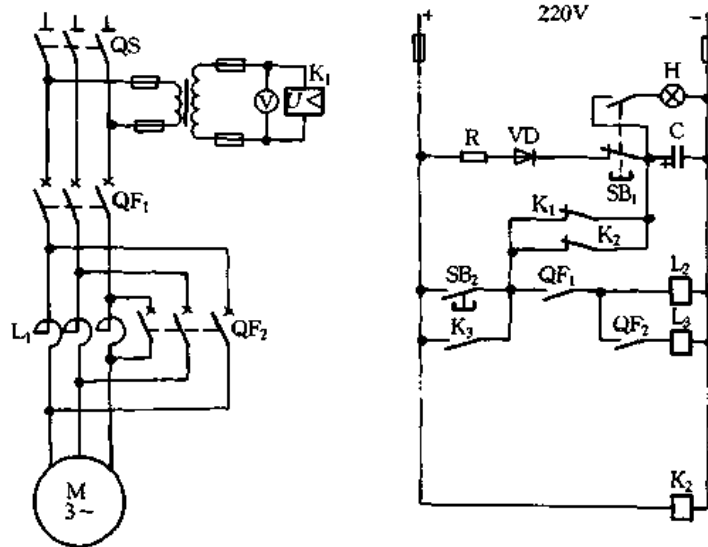 QS
K₁
V
U<
QF₁
L₁
QF₂
M
3~
+
220V
−
H
R
VD
+
C
SB₁
K₁
K₂
SB₂
QF₁
L₂
K₃
QF₂
L₃
K₂